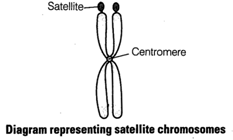 Satellite
Centromere
Diagram representing satellite chromosomes